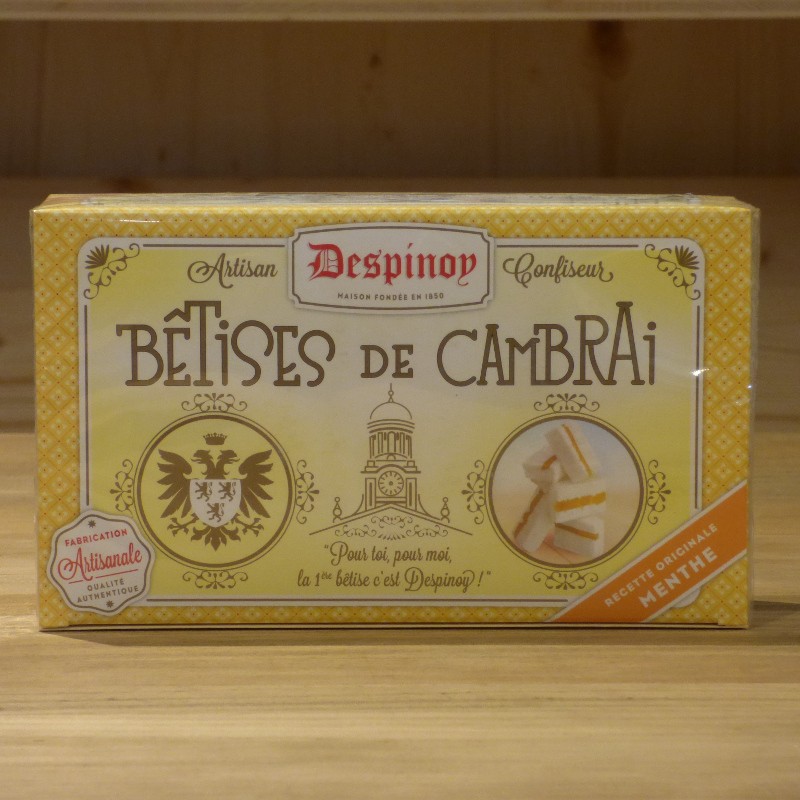 Artisan Despinoy Confiseur
MAISON FONDÉE EN 1850
BÊTiSES DE CAMBRAi
"Pour toi, pour moi,
la 1ère bêtise c'est Despinoy !"
FABRICATION
Artisanale
QUALITÉ
AUTHENTIQUE
RECETTE ORIGINALE
MENTHE